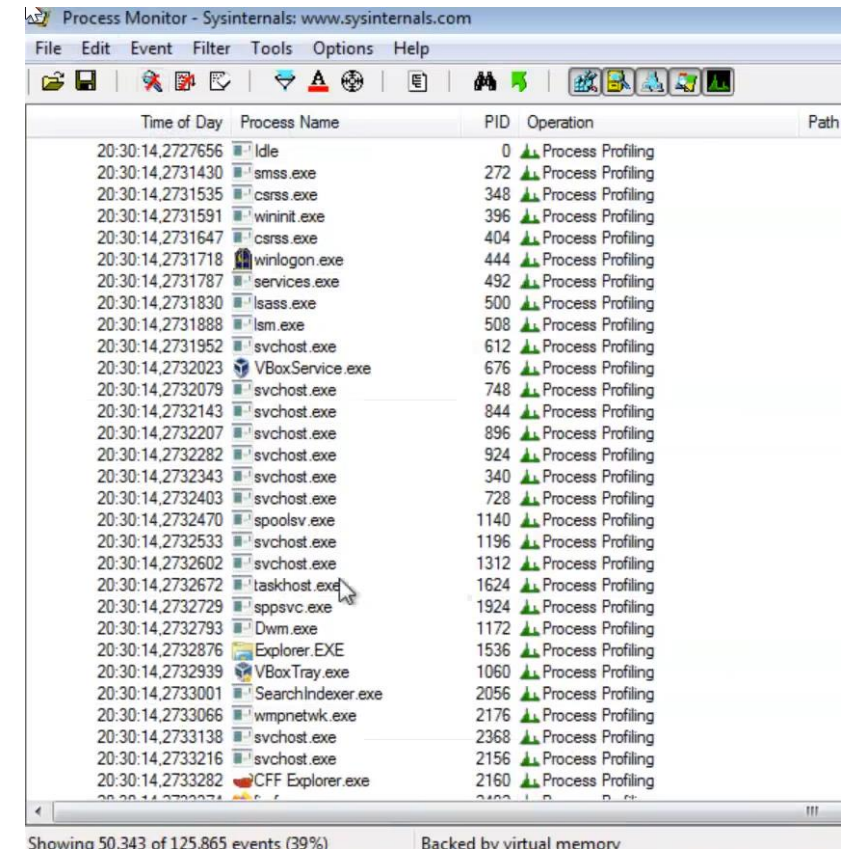 Process Monitor - Sysinternals: www.sysinternals.com
File Edit Event Filter Tools Options Help
Time of Day Process Name PID Operation Path
20:30:14,2727656 Idle 0 Process Profiling
20:30:14,2731430 smss.exe 272 Process Profiling
20:30:14,2731535 csrss.exe 348 Process Profiling
20:30:14,2731591 wininit.exe 396 Process Profiling
20:30:14,2731647 csrss.exe 404 Process Profiling
20:30:14,2731718 winlogon.exe 444 Process Profiling
20:30:14,2731787 services.exe 492 Process Profiling
20:30:14,2731830 lsass.exe 500 Process Profiling
20:30:14,2731888 lsm.exe 508 Process Profiling
20:30:14,2731952 svchost.exe 612 Process Profiling
20:30:14,2732023 VBoxService.exe 676 Process Profiling
20:30:14,2732079 svchost.exe 748 Process Profiling
20:30:14,2732143 svchost.exe 844 Process Profiling
20:30:14,2732207 svchost.exe 896 Process Profiling
20:30:14,2732282 svchost.exe 924 Process Profiling
20:30:14,2732343 svchost.exe 340 Process Profiling
20:30:14,2732403 svchost.exe 728 Process Profiling
20:30:14,2732470 spoolsv.exe 1140 Process Profiling
20:30:14,2732533 svchost.exe 1196 Process Profiling
20:30:14,2732602 svchost.exe 1312 Process Profiling
20:30:14,2732672 taskhost.exe 1624 Process Profiling
20:30:14,2732729 sppsvc.exe 1924 Process Profiling
20:30:14,2732793 Dwm.exe 1172 Process Profiling
20:30:14,2732876 Explorer.EXE 1536 Process Profiling
20:30:14,2732939 VBoxTray.exe 1060 Process Profiling
20:30:14,2733001 SearchIndexer.exe 2056 Process Profiling
20:30:14,2733066 wmpnetwk.exe 2176 Process Profiling
20:30:14,2733138 svchost.exe 2368 Process Profiling
20:30:14,2733216 svchost.exe 2156 Process Profiling
20:30:14,2733282 CFF Explorer.exe 2160 Process Profiling
Showing 50.343 of 125.865 events (39%) Backed by virtual memory